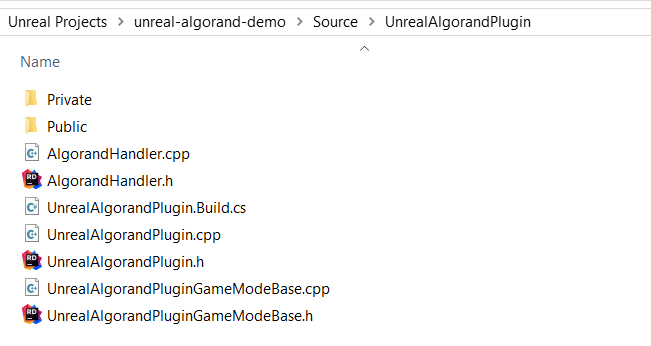 Unreal Projects > unreal-algorand-demo > Source > UnrealAlgorandPlugin
Name
Private
Public
AlgorandHandler.cpp
AlgorandHandler.h
UnrealAlgorandPlugin.Build.cs
UnrealAlgorandPlugin.cpp
UnrealAlgorandPlugin.h
UnrealAlgorandPluginGameModeBase.cpp
UnrealAlgorandPluginGameModeBase.h